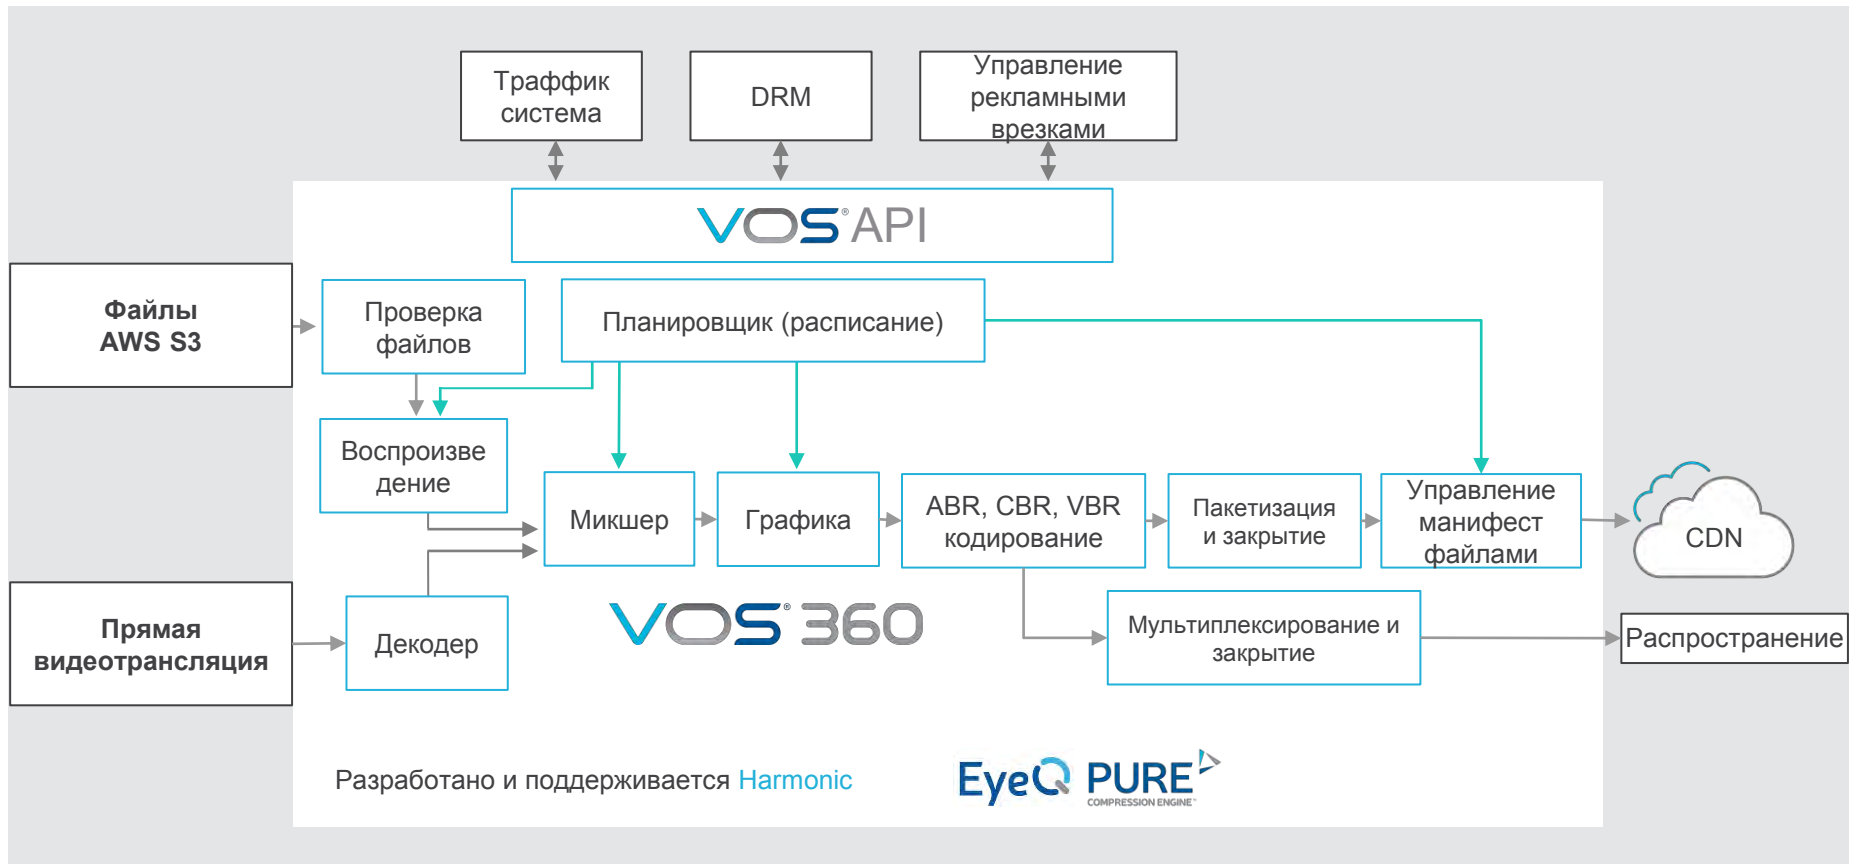 Траффик
система
DRM
Управление
рекламными
врезками
VOS® API
Файлы
AWS S3
Проверка
файлов
Планировщик (расписание)
Воспроизве
дение
Микшер
Графика
ABR, CBR, VBR
кодирование
Пакетизация
и закрытие
Управление
манифест
файлами
CDN
Прямая
видеотрансляция
Декодер
VOS® 360
Мультиплексирование и
закрытие
Распространение
Разработано и поддерживается Harmonic
EyeQ
PURE
COMPRESSION ENGINE™